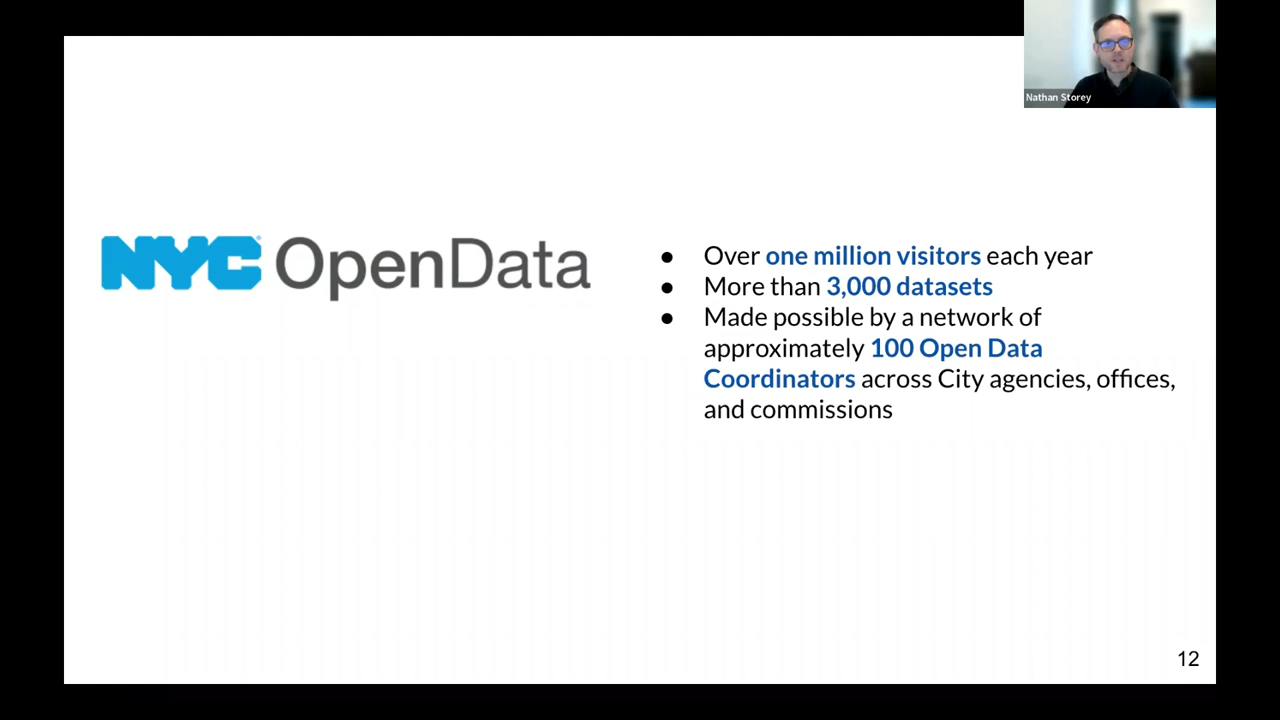 Nathan Storey
NYC OpenData
● Over one million visitors each year
● More than 3,000 datasets
● Made possible by a network of
approximately 100 Open Data
Coordinators across City agencies, offices,
and commissions
12